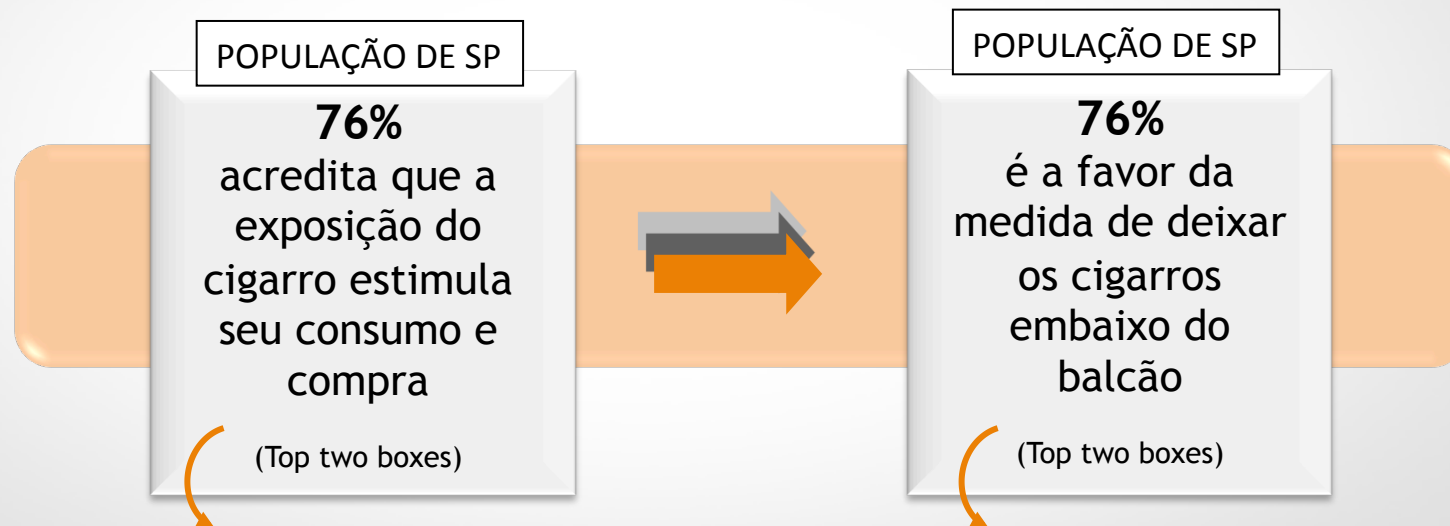 POPULAÇÃO DE SP
76%
acredita que a
exposição do
cigarro estimula
seu consumo e
compra
(Top two boxes)
POPULAÇÃO DE SP
76%
é a favor da
medida de deixar
os cigarros
embaixo do
balcão
(Top two boxes)